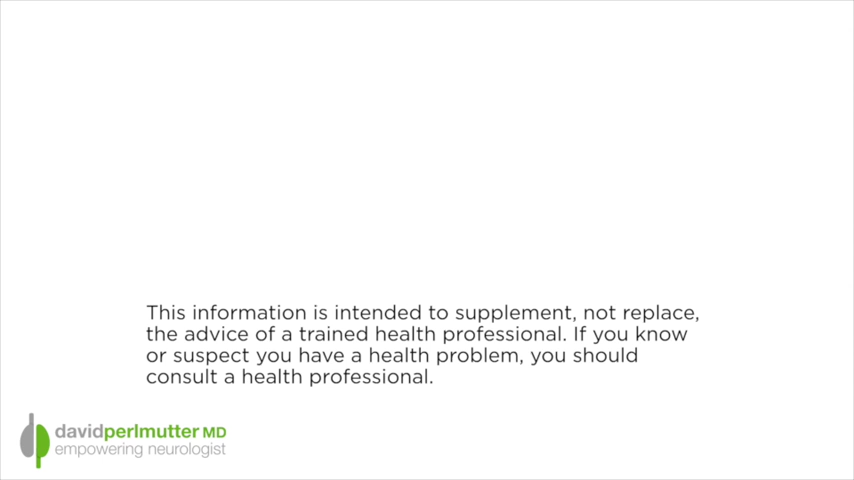 This information is intended to supplement, not replace,
the advice of a trained health professional. If you know
or suspect you have a health problem, you should
consult a health professional.
davidperlmutter MD
empowering neurologist